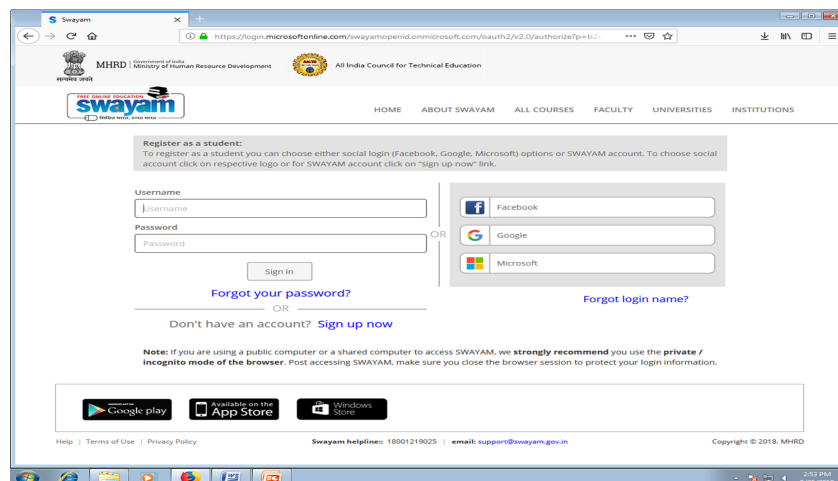 Swayam
https://login.microsoftonline.com/swayamopenid.onmicrosoft.com/oauth2/v2.0/authorize?p=b2
सत्यमेव जयते
MHRD
Government of India
Ministry of Human Resource Development
All India Council for Technical Education
FREE ONLINE EDUCATION
swayam
शिक्षित भारत, उन्नत भारत
HOME ABOUT SWAYAM ALL COURSES FACULTY UNIVERSITIES INSTITUTIONS
Register as a student:
To register as a student you can choose either social login (Facebook, Google, Microsoft) options or SWAYAM account. To choose social
account click on respective logo or for SWAYAM account click on "sign up now" link.
Username
Username
Password
Password
Sign in
Forgot your password?
OR
Don't have an account? Sign up now
OR
Facebook
Google
Microsoft
Forgot login name?
Note: If you are using a public computer or a shared computer to access SWAYAM, we strongly recommend you use the private /
incognito mode of the browser. Post accessing SWAYAM, make sure you close the browser session to protect your login information.
Google play
Available on the
App Store
Windows
Store
Help | Terms of Use | Privacy Policy
Swayam helpline:: 18001219025 | email: support@swayam.gov.in
Copyright © 2018. MHRD
2:53 PM